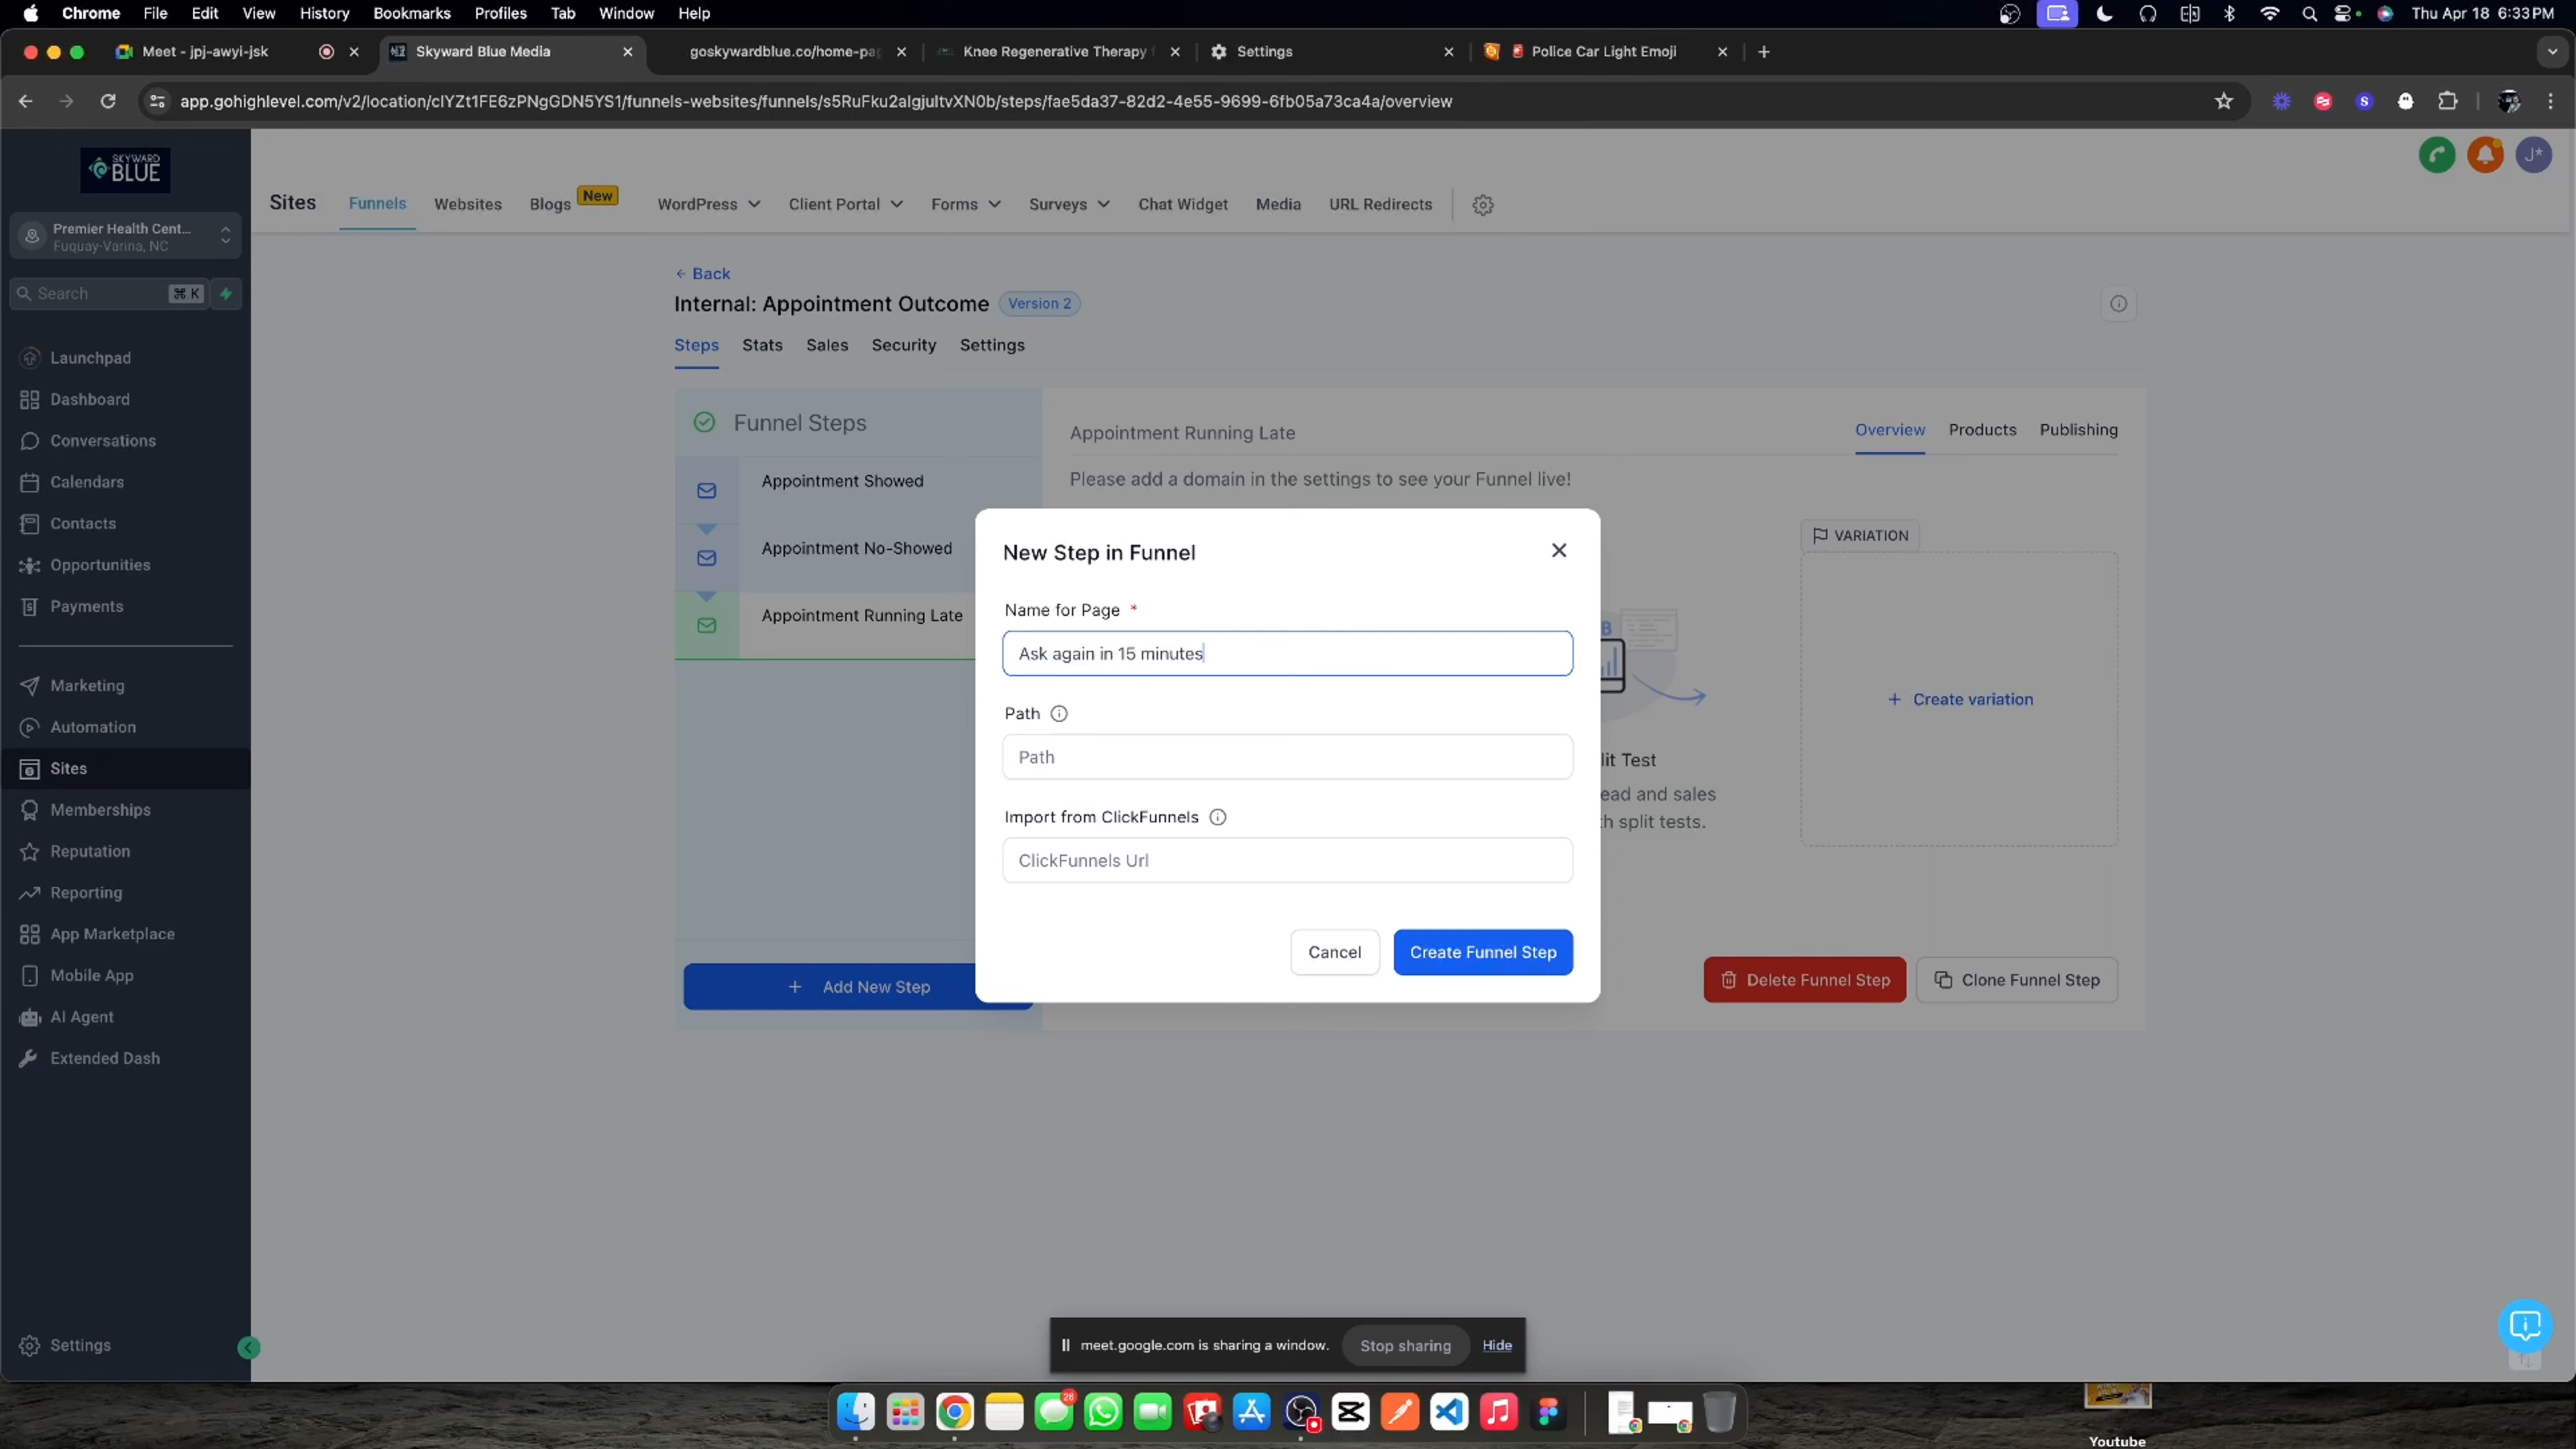 Chrome File Edit View History Bookmarks Profiles Tab Window Help Thu Apr 18 6:33 PM
Meet - jpj-awyi-jsk Skyward Blue Media goskywardblue.co/home-pag Knee Regenerative Therapy Settings Police Car Light Emoji
app.gohighlevel.com/v2/location/cIYZt1FE6zPNgGDN5YS1/funnels-websites/funnels/s5RuFku2aIgjuItvXN0b/steps/fae5da37-82d2-4e55-9699-6fb05a73ca4a/overview
SKYWARD
BLUE
J*
Sites Funnels Websites Blogs New WordPress Client Portal Forms Surveys Chat Widget Media URL Redirects
Premier Health Cent...
Fuquay-Varina, NC
Search ⌘ K
Launchpad
Dashboard
Conversations
Calendars
Contacts
Opportunities
Payments
Marketing
Automation
Sites
Memberships
Reputation
Reporting
App Marketplace
Mobile App
AI Agent
Extended Dash
Settings
← Back
Internal: Appointment Outcome Version 2
Steps Stats Sales Security Settings
Funnel Steps
Appointment Showed
Appointment No-Showed
Appointment Running Late
+ Add New Step
Appointment Running Late Overview Products Publishing
Please add a domain in the settings to see your Funnel live!
VARIATION
B
+ Create variation
lit Test
ead and sales
h split tests.
Delete Funnel Step Clone Funnel Step
New Step in Funnel
Name for Page *
Ask again in 15 minutes
Path
Path
Import from ClickFunnels
ClickFunnels Url
Cancel Create Funnel Step
meet.google.com is sharing a window. Stop sharing Hide
28
Youtube